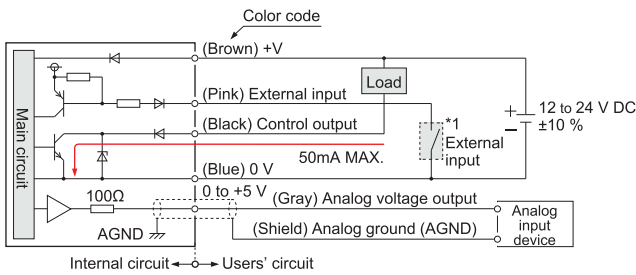 Color code
(Brown) +V
Load
(Pink) External input
12 to 24 V DC
±10 %
+
−
Main circuit
(Black) Control output
*1
External
input
50mA MAX.
(Blue) 0 V
0 to +5 V
100Ω
(Gray) Analog voltage output
Analog
input
device
AGND
(Shield) Analog ground (AGND)
Internal circuit
Users' circuit